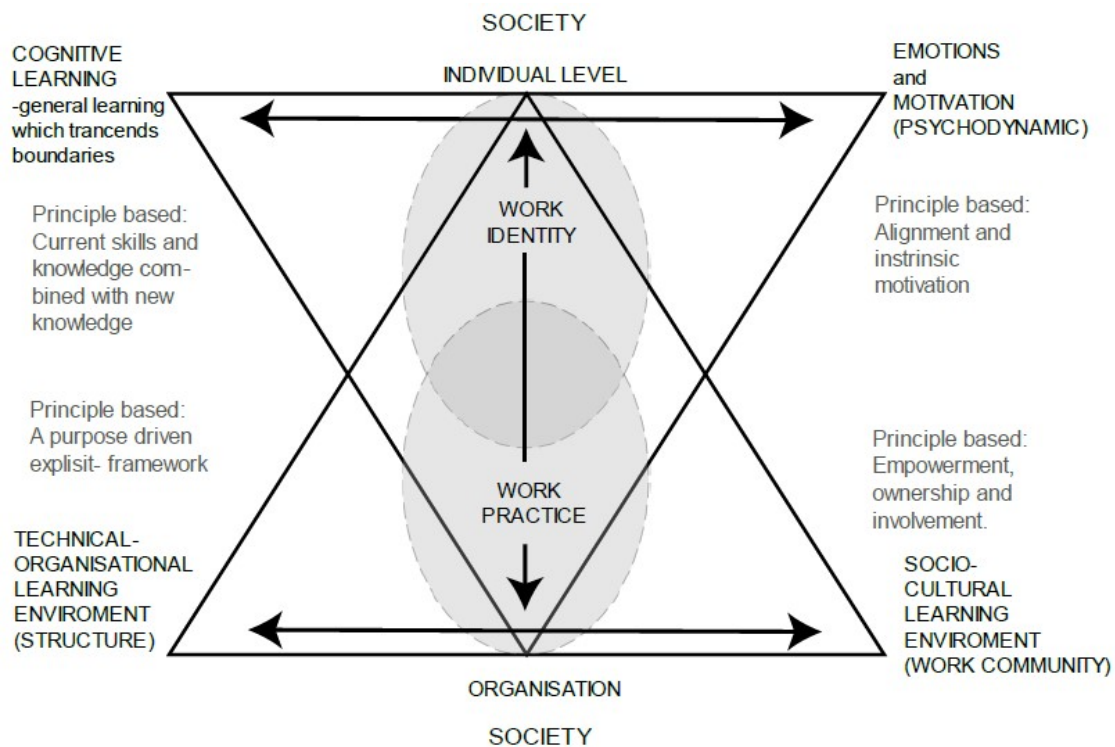 SOCIETY
COGNITIVE
LEARNING
-general learning
which trancends
boundaries
INDIVIDUAL LEVEL
EMOTIONS
and
MOTIVATION
(PSYCHODYNAMIC)
Principle based:
Current skills and
knowledge com-
bined with new
knowledge
WORK
IDENTITY
Principle based:
Alignment and
instrinsic
motivation
Principle based:
A purpose driven
explisit- framework
Principle based:
Empowerment,
ownership and
involvement.
WORK
PRACTICE
TECHNICAL-
ORGANISATIONAL
LEARNING
ENVIROMENT
(STRUCTURE)
SOCIO-
CULTURAL
LEARNING
ENVIROMENT
(WORK COMMUNITY)
ORGANISATION
SOCIETY